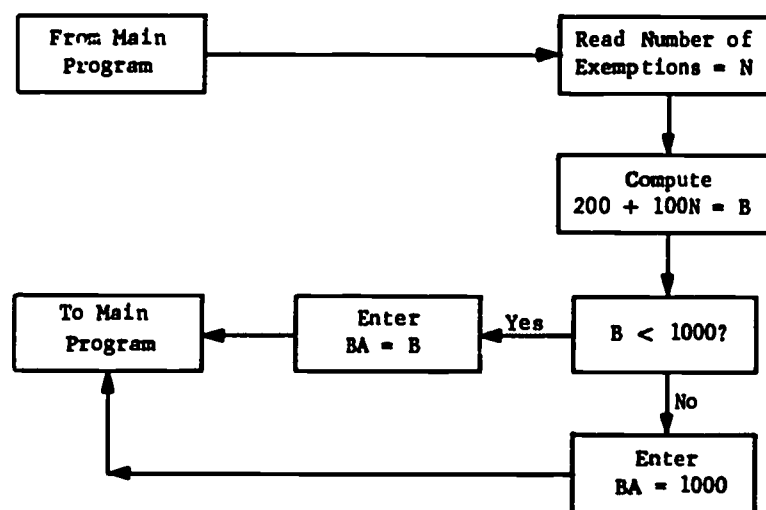 From Main
Program
Read Number of
Exemptions = N
Compute
200 + 100N = B
To Main
Program
Enter
BA = B
Yes
B < 1000?
No
Enter
BA = 1000